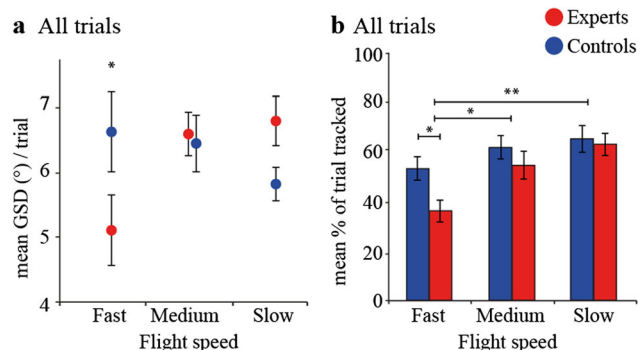 a All trials
b All trials
Experts
Controls
*
mean GSD (°) / trial
7
6
5
4
Fast Medium Slow
Flight speed
mean % of trial tracked
100
80
60
40
20
0
**
*
*
Fast Medium Slow
Flight speed